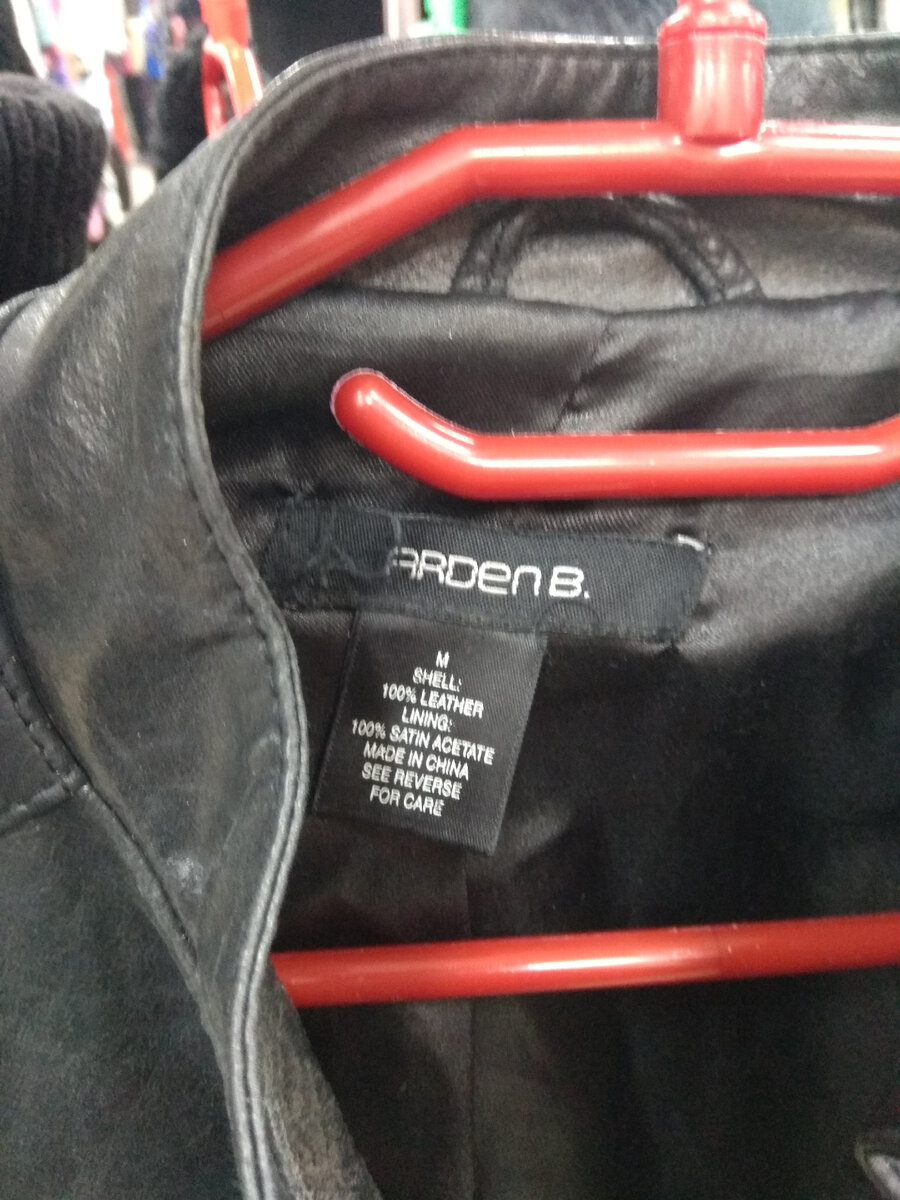 ARDen B.
M
SHELL:
100% LEATHER
LINING:
100% SATIN ACETATE
MADE IN CHINA
SEE REVERSE
FOR CARE